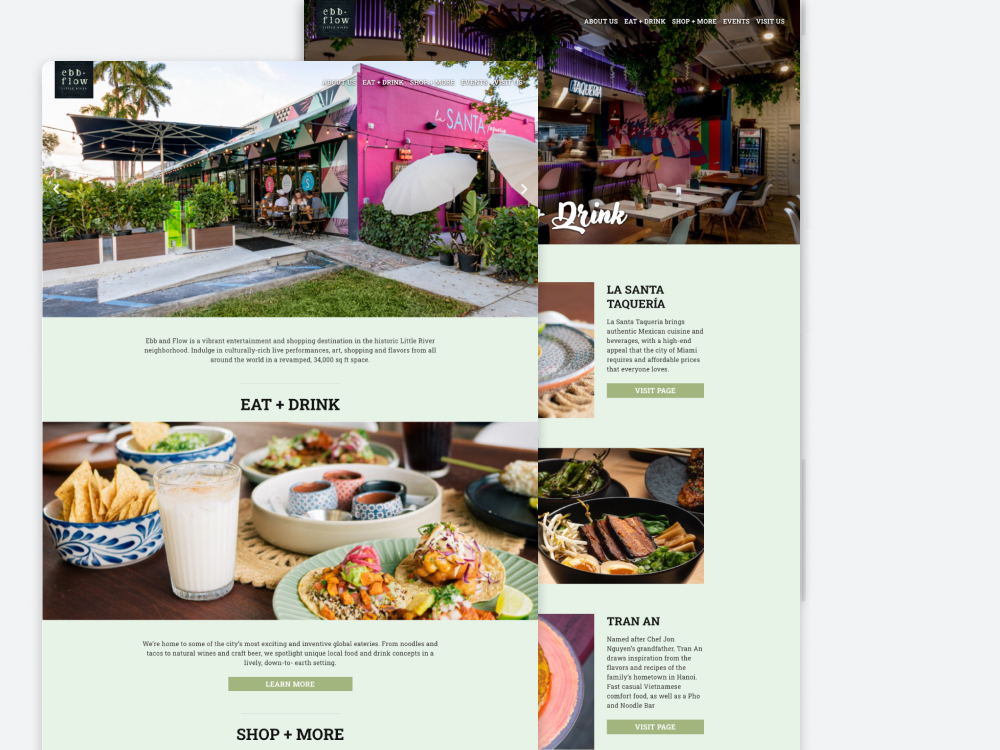 ebb-
flow
ABOUT US EAT + DRINK SHOP + MORE EVENTS VISIT US
TAQUERIA
Drink
LA SANTA
TAQUERÍA
La Santa Taqueria brings
authentic Mexican cuisine and
beverages, with a high-end
appeal that the city of Miami
requires and affordable prices
that everyone loves.
VISIT PAGE
TRAN AN
Named after Chef Jon
Nguyen's grandfather, Tran An
draws inspiration from the
flavors and recipes of the
family's hometown in Hanoi.
Fast casual Vietnamese
comfort food, as well as a Pho
and Noodle Bar
VISIT PAGE
ebb-
flow
LITTLE RIVER
ABOUT US EAT + DRINK SHOP + MORE EVENTS VISIT US
la SANTA
Ebb and Flow is a vibrant entertainment and shopping destination in the historic Little River
neighborhood. Indulge in culturally-rich live performances, art, shopping and flavors from all
around the world in a revamped, 34,000 sq ft space.
EAT + DRINK
We're home to some of the city's most exciting and inventive global eateries. From noodles and
tacos to natural wines and craft beer, we spotlight unique local food and drink concepts in a
lively, down-to- earth setting.
LEARN MORE
SHOP + MORE